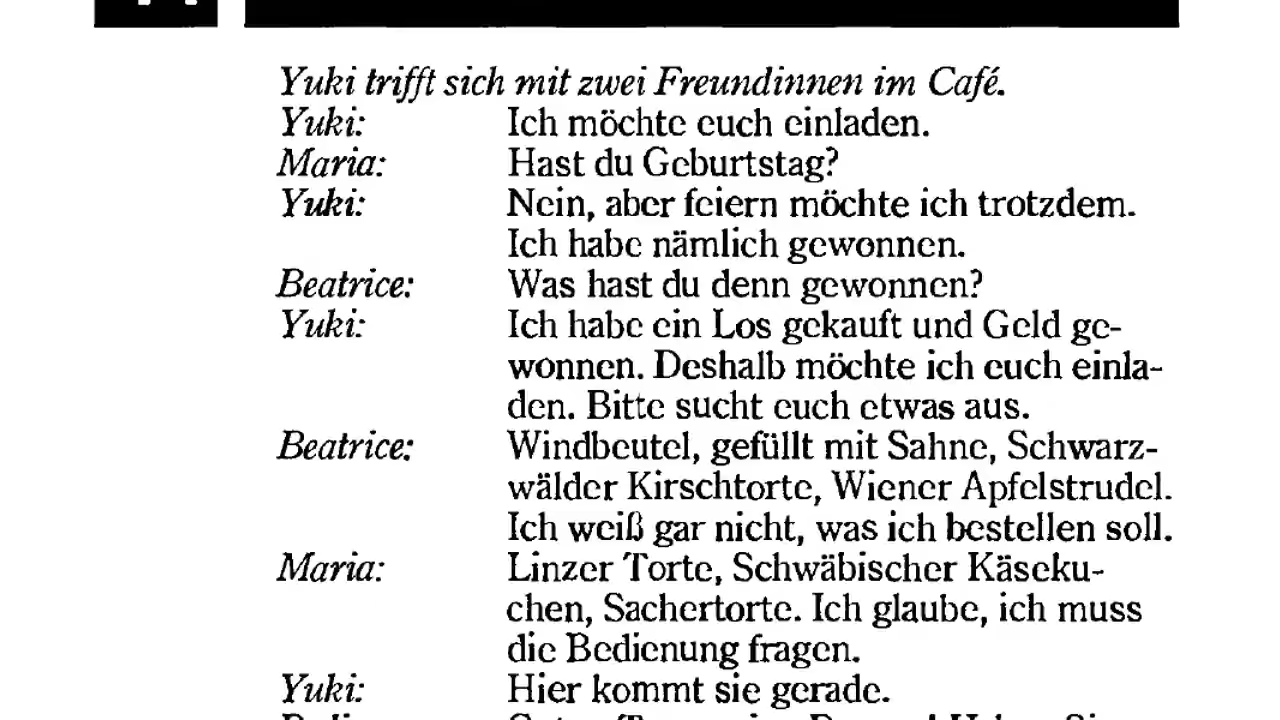 Yuki trifft sich mit zwei Freundinnen im Café.
Yuki: Ich möchte euch einladen.
Maria: Hast du Geburtstag?
Yuki: Nein, aber feiern möchte ich trotzdem.
Ich habe nämlich gewonnen.
Beatrice: Was hast du denn gewonnen?
Yuki: Ich habe ein Los gekauft und Geld ge-
wonnen. Deshalb möchte ich euch einla-
den. Bitte sucht euch etwas aus.
Beatrice: Windbeutel, gefüllt mit Sahne, Schwarz-
wälder Kirschtorte, Wiener Apfelstrudel.
Ich weiß gar nicht, was ich bestellen soll.
Maria: Linzer Torte, Schwäbischer Käseku-
chen, Sachertorte. Ich glaube, ich muss
die Bedienung fragen.
Yuki: Hier kommt sie gerade.